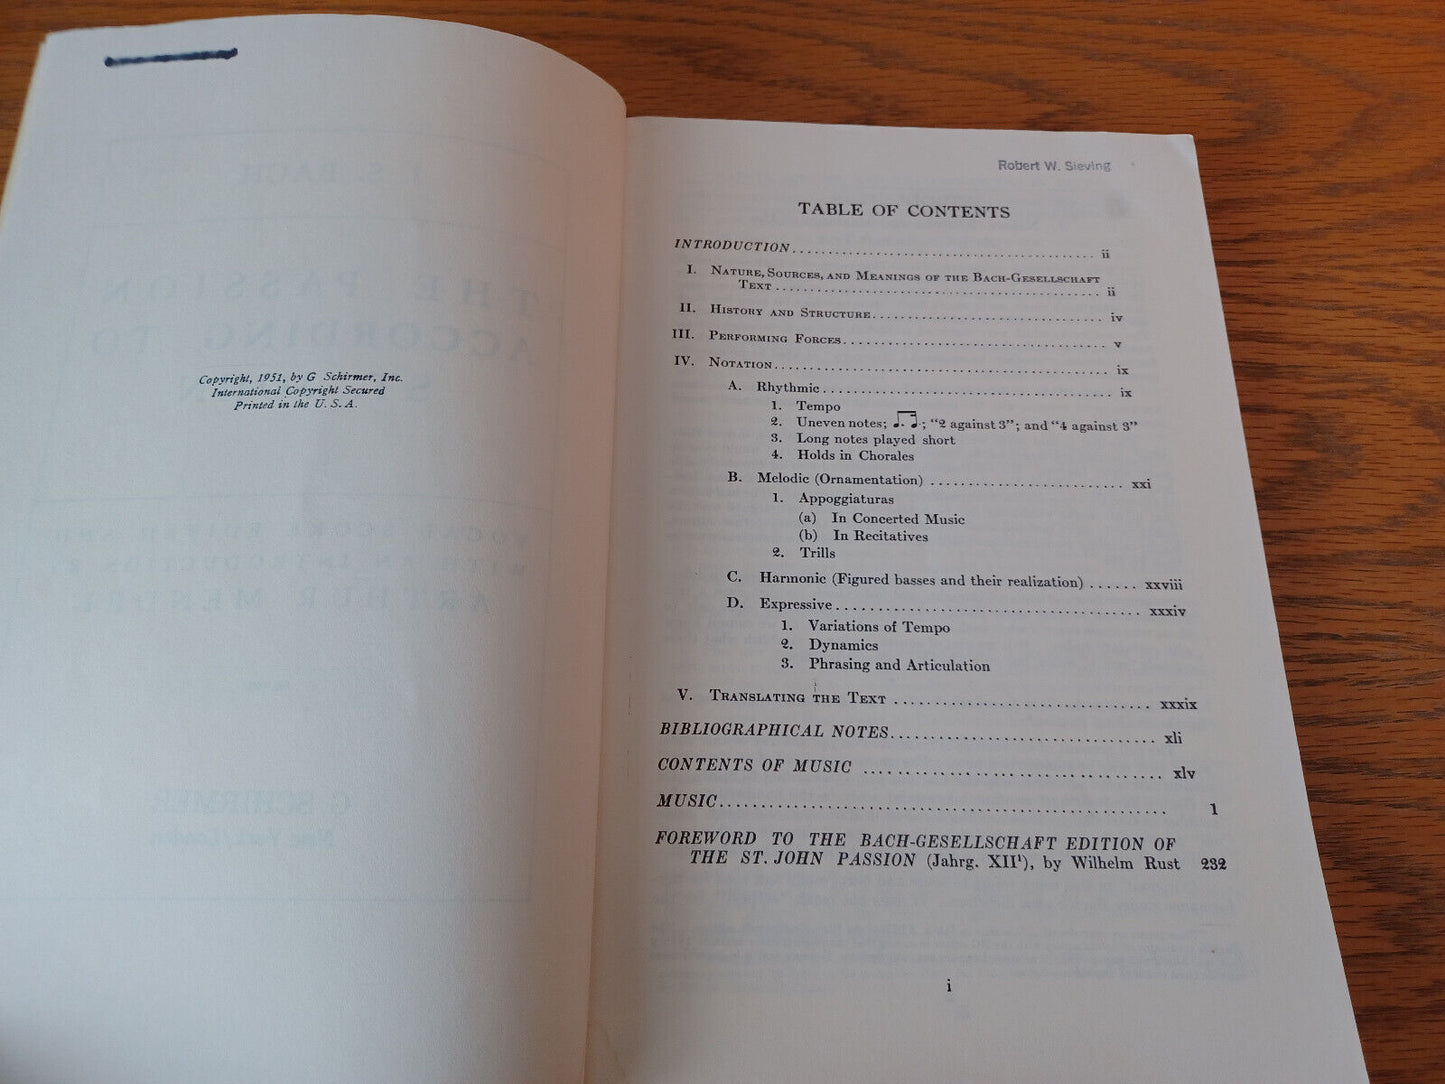 Copyright, 1951, by G Schirmer, Inc.
International Copyright Secured
Printed in the U. S. A.
Robert W. Sieving
TABLE OF CONTENTS
INTRODUCTION ii
I. Nature, Sources, and Meanings of the Bach-Gesellschaft
Text ii
II. History and Structure iv
III. Performing Forces v
IV. Notation ix
A. Rhythmic ix
1. Tempo
2. Uneven notes; ; "2 against 3"; and "4 against 3"
3. Long notes played short
4. Holds in Chorales
B. Melodic (Ornamentation) xxi
1. Appoggiaturas
(a) In Concerted Music
(b) In Recitatives
2. Trills
C. Harmonic (Figured basses and their realization) xxviii
D. Expressive xxxiv
1. Variations of Tempo
2. Dynamics
3. Phrasing and Articulation
V. Translating the Text xxxix
BIBLIOGRAPHICAL NOTES xli
CONTENTS OF MUSIC xlv
MUSIC 1
FOREWORD TO THE BACH-GESELLSCHAFT EDITION OF
THE ST. JOHN PASSION (Jahrg. XII¹), by Wilhelm Rust 232
i